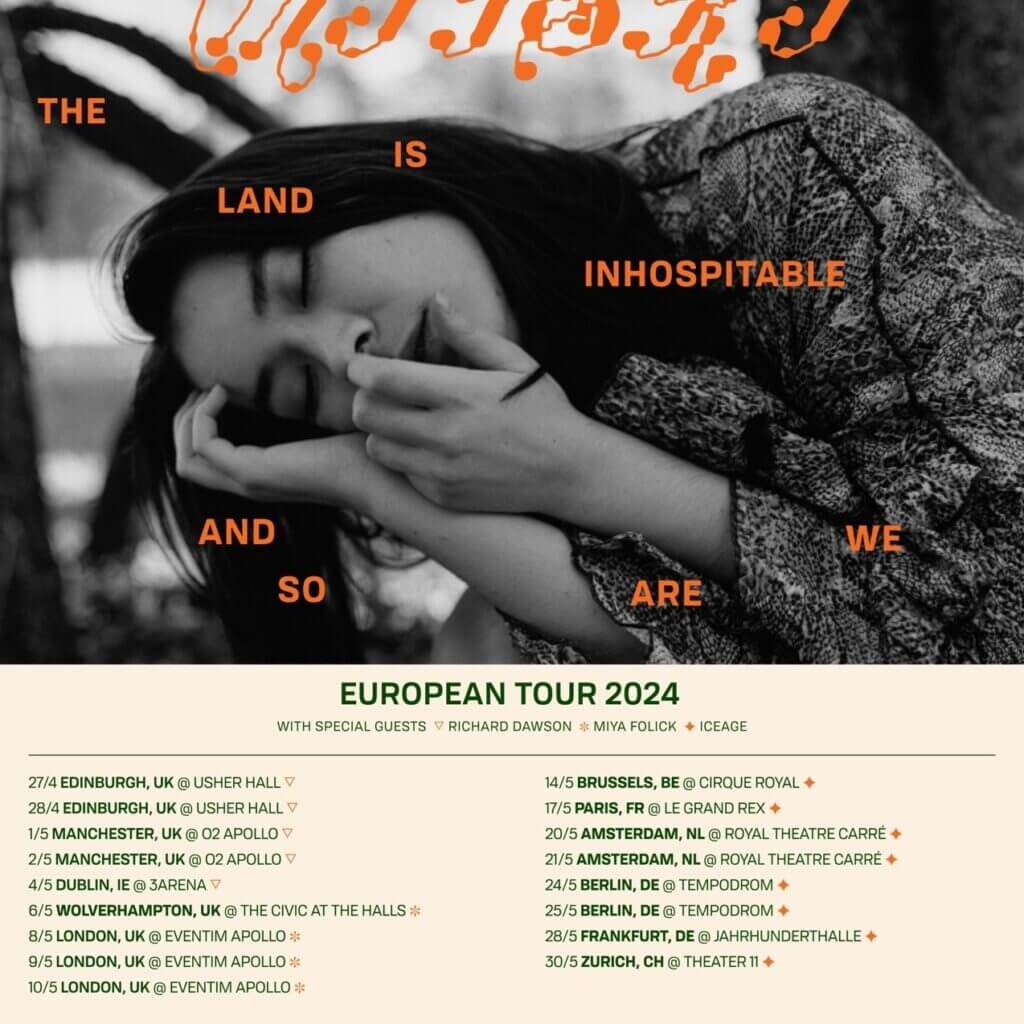 THE
IS
LAND
INHOSPITABLE
AND
WE
SO
ARE
EUROPEAN TOUR 2024
WITH SPECIAL GUESTS ▽ RICHARD DAWSON ✼ MIYA FOLICK ✦ ICEAGE
27/4 EDINBURGH, UK @ USHER HALL ▽
28/4 EDINBURGH, UK @ USHER HALL ▽
1/5 MANCHESTER, UK @ O2 APOLLO ▽
2/5 MANCHESTER, UK @ O2 APOLLO ▽
4/5 DUBLIN, IE @ 3ARENA ▽
6/5 WOLVERHAMPTON, UK @ THE CIVIC AT THE HALLS ✼
8/5 LONDON, UK @ EVENTIM APOLLO ✼
9/5 LONDON, UK @ EVENTIM APOLLO ✼
10/5 LONDON, UK @ EVENTIM APOLLO ✼
14/5 BRUSSELS, BE @ CIRQUE ROYAL ✦
17/5 PARIS, FR @ LE GRAND REX ✦
20/5 AMSTERDAM, NL @ ROYAL THEATRE CARRÉ ✦
21/5 AMSTERDAM, NL @ ROYAL THEATRE CARRÉ ✦
24/5 BERLIN, DE @ TEMPODROM ✦
25/5 BERLIN, DE @ TEMPODROM ✦
28/5 FRANKFURT, DE @ JAHRHUNDERTHALLE ✦
30/5 ZURICH, CH @ THEATER 11 ✦